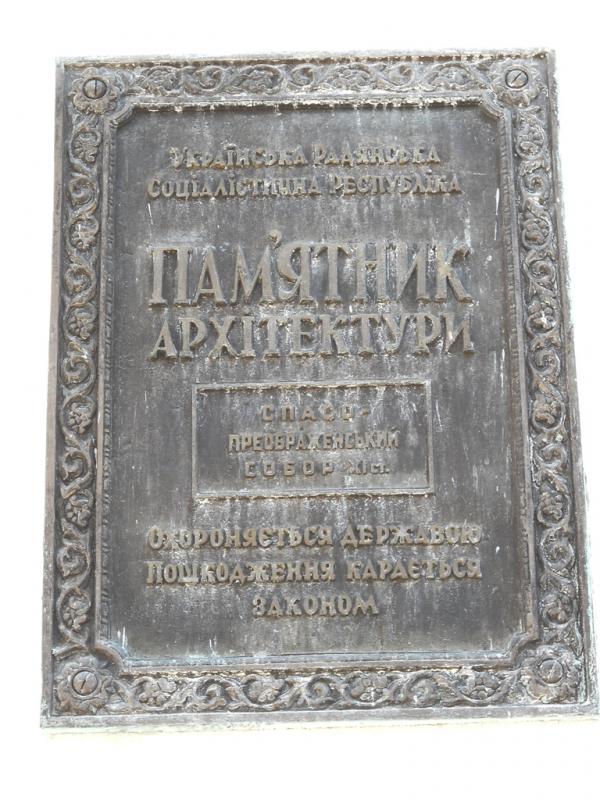 Українська Радянська
Соціалістична Республіка
Пам'ятник
архітектури
Спасо-
Преображенський
собор XI ст.
Охороняється державою
пошкодження карається
законом